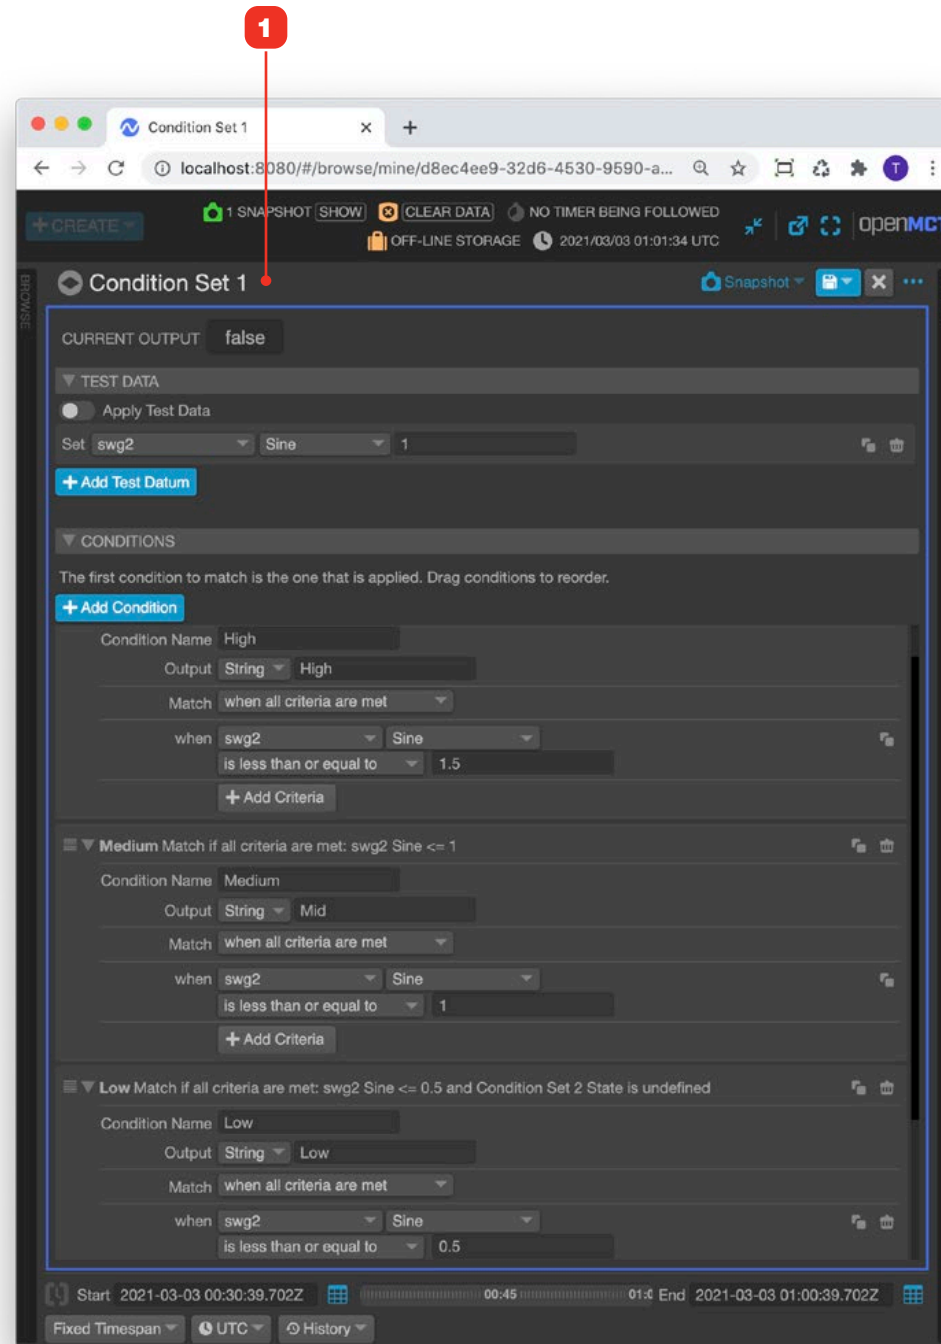 1
Condition Set 1
localhost:8080/#/browse/mine/d8ec4ee9-32d6-4530-9590-a...
T
CREATE
1 SNAPSHOT SHOW CLEAR DATA NO TIMER BEING FOLLOWED
OFF-LINE STORAGE 2021/03/03 01:01:34 UTC
openMCT
BROWSE
Condition Set 1
Snapshot
CURRENT OUTPUT false
TEST DATA
Apply Test Data
Set swg2 Sine 1
+ Add Test Datum
CONDITIONS
The first condition to match is the one that is applied. Drag conditions to reorder.
+ Add Condition
Condition Name High
Output String High
Match when all criteria are met
when swg2 Sine
is less than or equal to 1.5
+ Add Criteria
Medium Match if all criteria are met: swg2 Sine <= 1
Condition Name Medium
Output String Mid
Match when all criteria are met
when swg2 Sine
is less than or equal to 1
+ Add Criteria
Low Match if all criteria are met: swg2 Sine <= 0.5 and Condition Set 2 State is undefined
Condition Name Low
Output String Low
Match when all criteria are met
when swg2 Sine
is less than or equal to 0.5
Start 2021-03-03 00:30:39.702Z 00:45 01:0 End 2021-03-03 01:00:39.702Z
Fixed Timespan UTC History